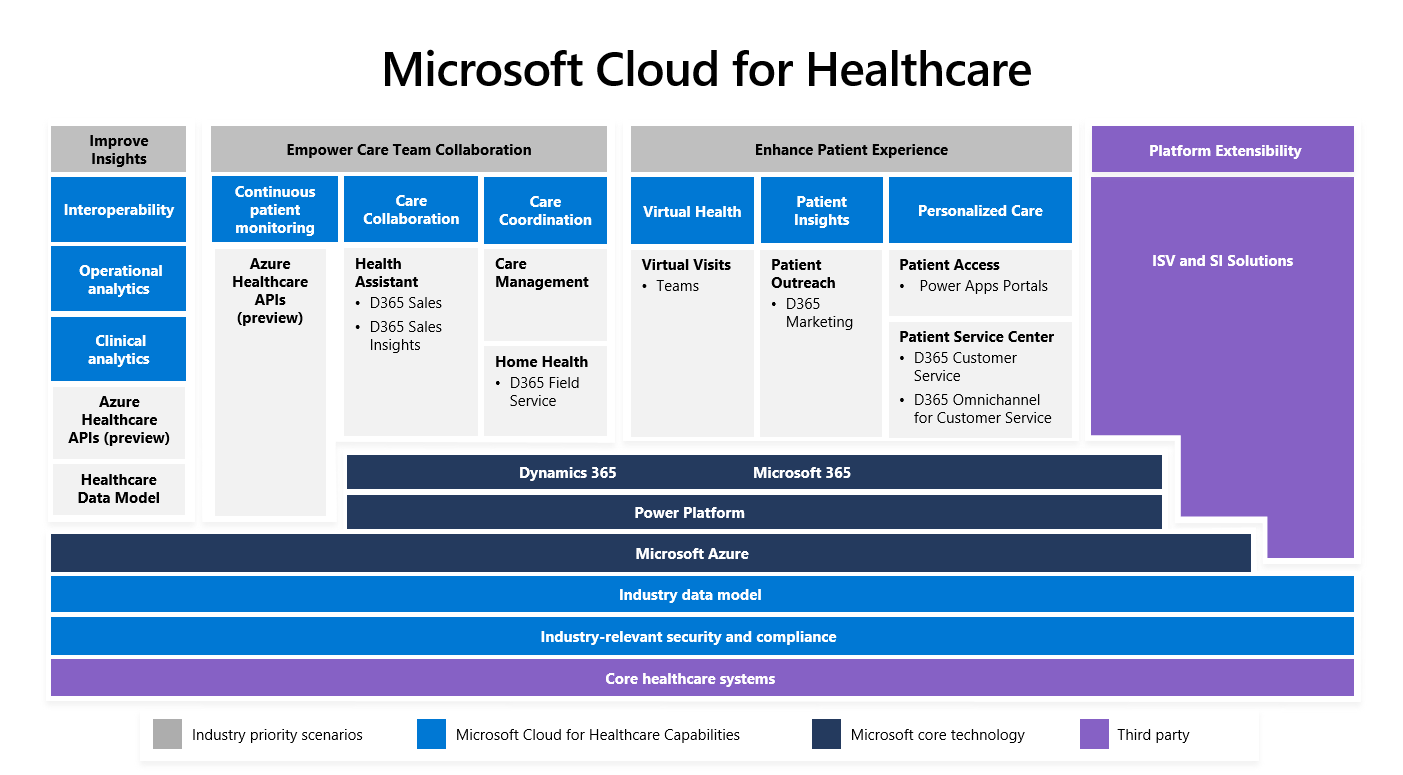 Microsoft Cloud for Healthcare
Improve
Insights
Interoperability
Operational
analytics
Clinical
analytics
Azure
Healthcare
APIs (preview)
Healthcare
Data Model
Empower Care Team Collaboration
Continuous
patient
monitoring
Azure
Healthcare
APIs
(preview)
Care
Collaboration
Health
Assistant
• D365 Sales
• D365 Sales
Insights
Care
Coordination
Care
Management
Home Health
• D365 Field
Service
Enhance Patient Experience
Virtual Health
Virtual Visits
• Teams
Patient
Insights
Patient
Outreach
• D365
Marketing
Personalized Care
Patient Access
• Power Apps Portals
Patient Service Center
• D365 Customer
Service
• D365 Omnichannel
for Customer Service
Platform Extensibility
ISV and SI Solutions
Dynamics 365 Microsoft 365
Power Platform
Microsoft Azure
Industry data model
Industry-relevant security and compliance
Core healthcare systems
Industry priority scenarios
Microsoft Cloud for Healthcare Capabilities
Microsoft core technology
Third party